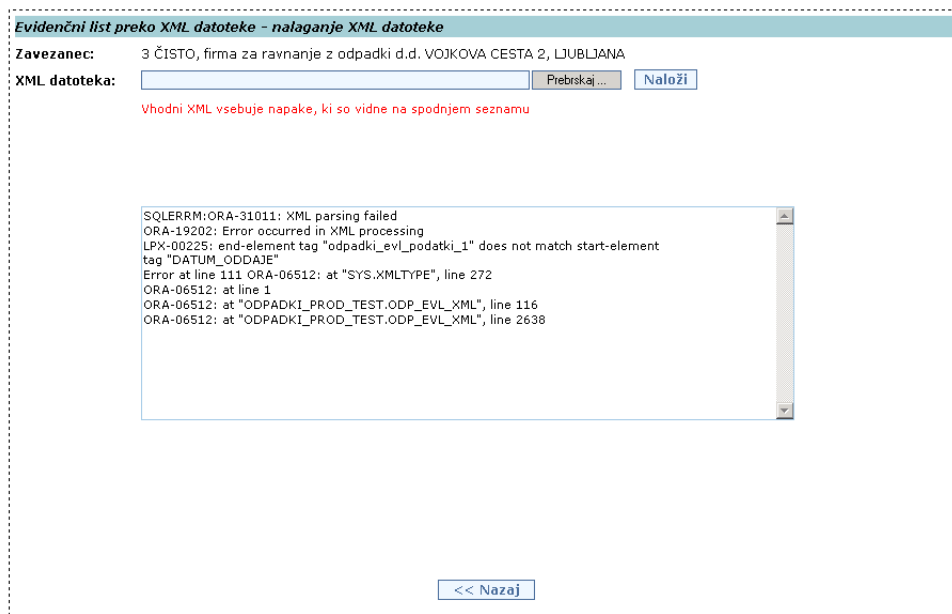 Evidenčni list preko XML datoteke - nalaganje XML datoteke
Zavezanec: 3 ČISTO, firma za ravnanje z odpadki d.d. VOJKOVA CESTA 2, LJUBLJANA
XML datoteka: Prebrskaj... Naloži
Vhodni XML vsebuje napake, ki so vidne na spodnjem seznamu
SQLERRM:ORA-31011: XML parsing failed
ORA-19202: Error occurred in XML processing
LPX-00225: end-element tag "odpadki_evl_podatki_1" does not match start-element
tag "DATUM_ODDAJE"
Error at line 111 ORA-06512: at "SYS.XMLTYPE", line 272
ORA-06512: at line 1
ORA-06512: at "ODPADKI_PROD_TEST.ODP_EVL_XML", line 116
ORA-06512: at "ODPADKI_PROD_TEST.ODP_EVL_XML", line 2638
<< Nazaj